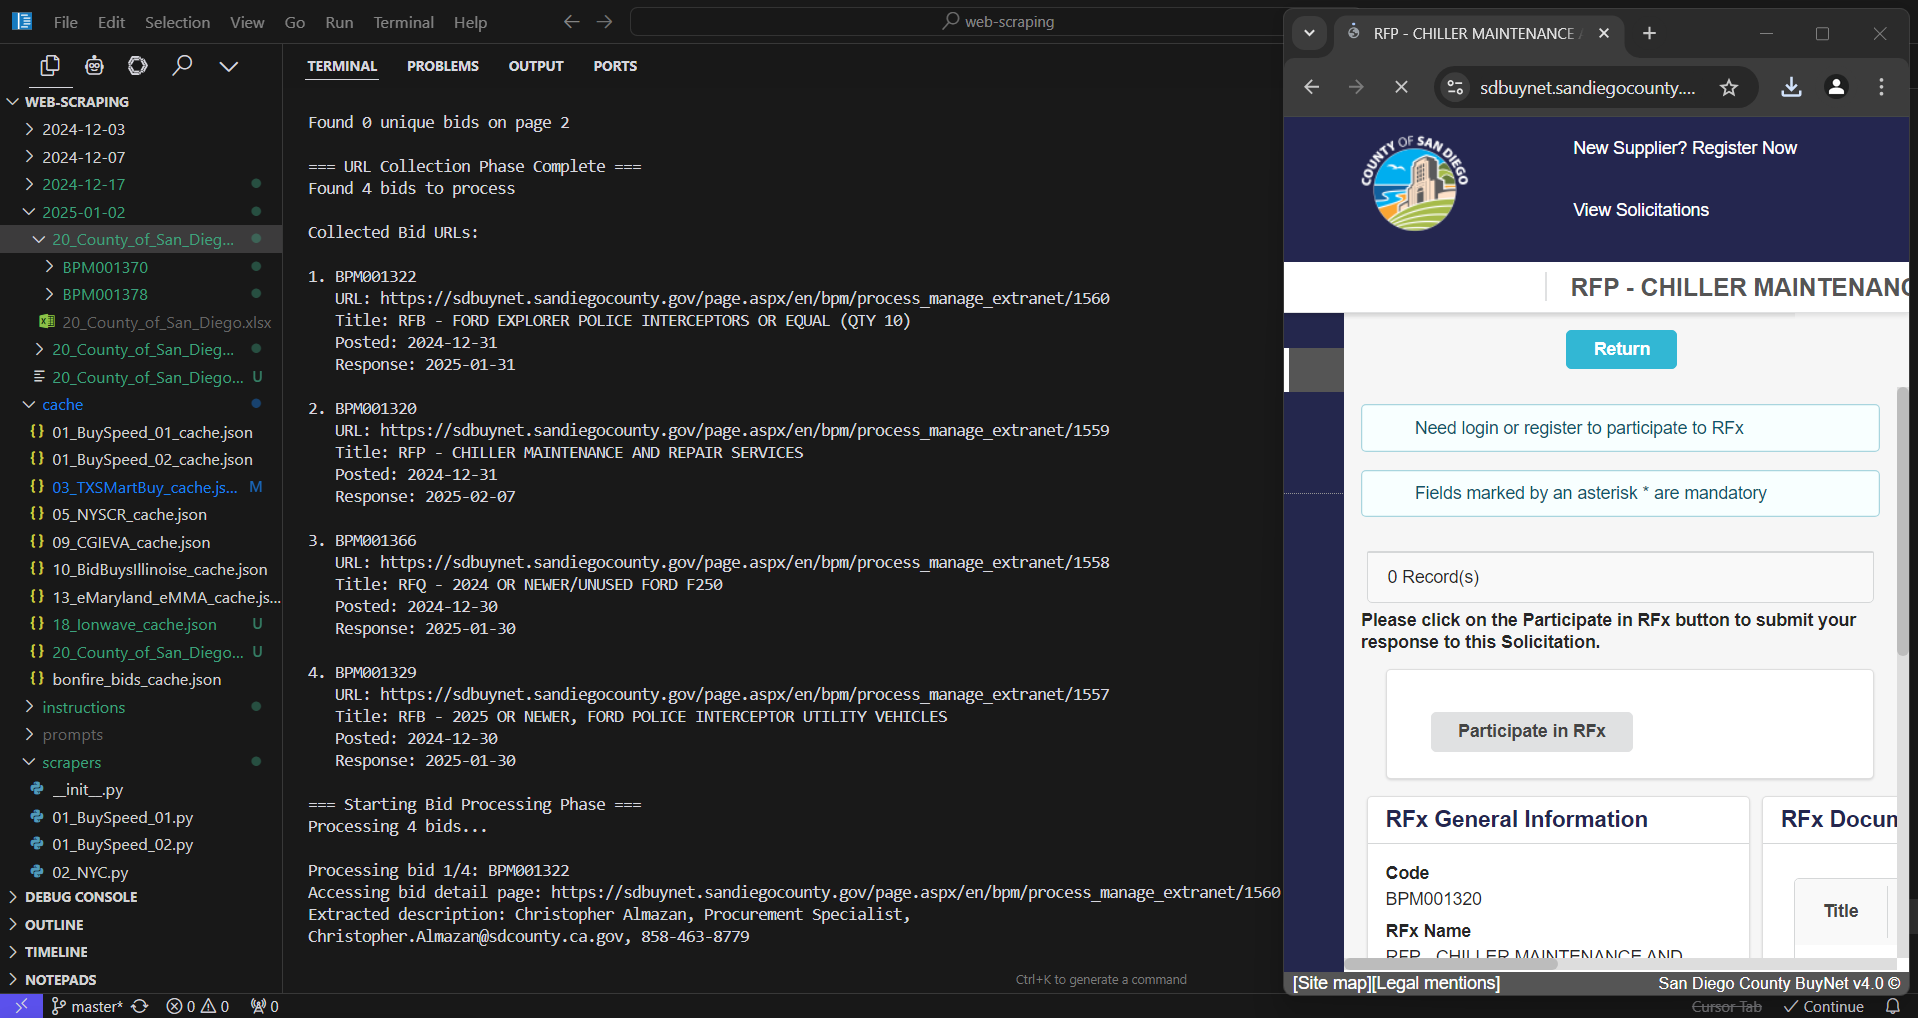 File Edit Selection View Go Run Terminal Help
web-scraping
WEB-SCRAPING
2024-12-03
2024-12-07
2024-12-17
2025-01-02
20_County_of_San_Dieg...
BPM001370
BPM001378
20_County_of_San_Diego.xlsx
20_County_of_San_Dieg...
20_County_of_San_Diego... U
cache
01_BuySpeed_01_cache.json
01_BuySpeed_02_cache.json
03_TXSMartBuy_cache.js... M
05_NYSCR_cache.json
09_CGIEVA_cache.json
10_BidBuysIllinoise_cache.json
13_eMaryland_eMMA_cache.js...
18_Ionwave_cache.json U
20_County_of_San_Diego... U
bonfire_bids_cache.json
instructions
prompts
scrapers
__init__.py
01_BuySpeed_01.py
01_BuySpeed_02.py
02_NYC.py
DEBUG CONSOLE
OUTLINE
TIMELINE
NOTEPADS
TERMINAL PROBLEMS OUTPUT PORTS
Found 0 unique bids on page 2
=== URL Collection Phase Complete ===
Found 4 bids to process
Collected Bid URLs:
1. BPM001322
URL: https://sdbuynet.sandiegocounty.gov/page.aspx/en/bpm/process_manage_extranet/1560
Title: RFB - FORD EXPLORER POLICE INTERCEPTORS OR EQUAL (QTY 10)
Posted: 2024-12-31
Response: 2025-01-31
2. BPM001320
URL: https://sdbuynet.sandiegocounty.gov/page.aspx/en/bpm/process_manage_extranet/1559
Title: RFP - CHILLER MAINTENANCE AND REPAIR SERVICES
Posted: 2024-12-31
Response: 2025-02-07
3. BPM001366
URL: https://sdbuynet.sandiegocounty.gov/page.aspx/en/bpm/process_manage_extranet/1558
Title: RFQ - 2024 OR NEWER/UNUSED FORD F250
Posted: 2024-12-30
Response: 2025-01-30
4. BPM001329
URL: https://sdbuynet.sandiegocounty.gov/page.aspx/en/bpm/process_manage_extranet/1557
Title: RFB - 2025 OR NEWER, FORD POLICE INTERCEPTOR UTILITY VEHICLES
Posted: 2024-12-30
Response: 2025-01-30
=== Starting Bid Processing Phase ===
Processing 4 bids...
Processing bid 1/4: BPM001322
Accessing bid detail page: https://sdbuynet.sandiegocounty.gov/page.aspx/en/bpm/process_manage_extranet/1560
Extracted description: Christopher Almazan, Procurement Specialist,
Christopher.Almazan@sdcounty.ca.gov, 858-463-8779
Ctrl+K to generate a command
master* 0 0 0
Cursor Tab Continue
RFP - CHILLER MAINTENANCE
sdbuynet.sandiegocounty....
COUNTY OF SAN DIEGO
New Supplier? Register Now
View Solicitations
RFP - CHILLER MAINTENANC
Return
Need login or register to participate to RFx
Fields marked by an asterisk * are mandatory
0 Record(s)
Please click on the Participate in RFx button to submit your
response to this Solicitation.
Participate in RFx
RFx General Information
Code
BPM001320
RFx Name
RFP - CHILLER MAINTENANCE AND
RFx Docum
Title
[Site map][Legal mentions] San Diego County BuyNet v4.0 ©